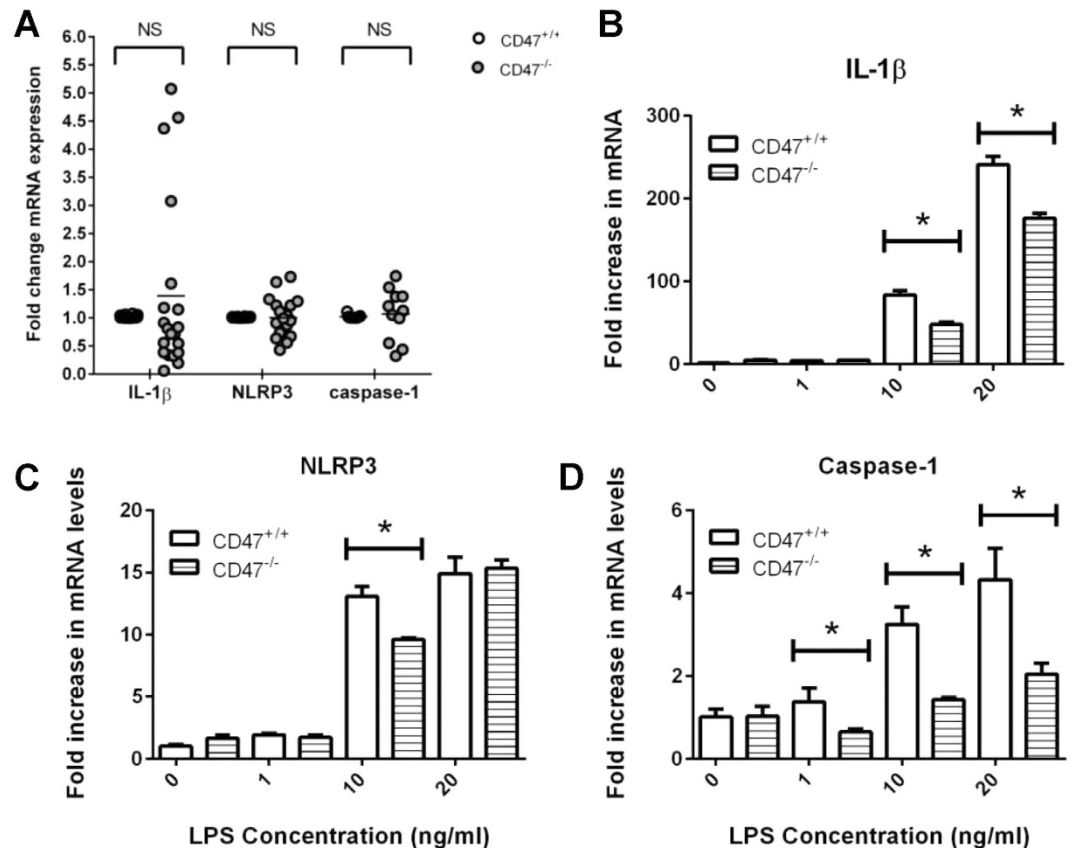 A
NS NS NS
CD47+/+
CD47-/-
Fold change mRNA expression
6.0
5.5
5.0
4.5
4.0
3.5
3.0
2.5
2.0
1.5
1.0
0.5
0.0
IL-1β NLRP3 caspase-1
B
IL-1β
Fold increase in mRNA
300
200
100
0
CD47+/+
CD47-/-
*
*
0 1 10 20
C
NLRP3
Fold increase in mRNA levels
20
15
10
5
0
CD47+/+
CD47-/-
*
0 1 10 20
LPS Concentration (ng/ml)
D
Caspase-1
Fold increase in mRNA levels
6
4
2
0
CD47+/+
CD47-/-
*
*
*
0 1 10 20
LPS Concentration (ng/ml)